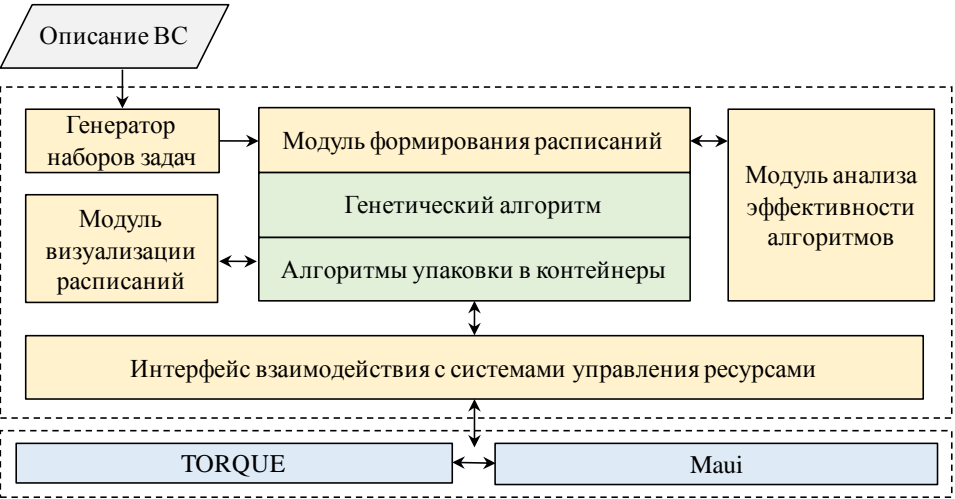 Описание ВС
Генератор
наборов задач
Модуль формирования расписаний
Модуль анализа
эффективности
алгоритмов
Генетический алгоритм
Модуль
визуализации
расписаний
Алгоритмы упаковки в контейнеры
Интерфейс взаимодействия с системами управления ресурсами
TORQUE
Maui